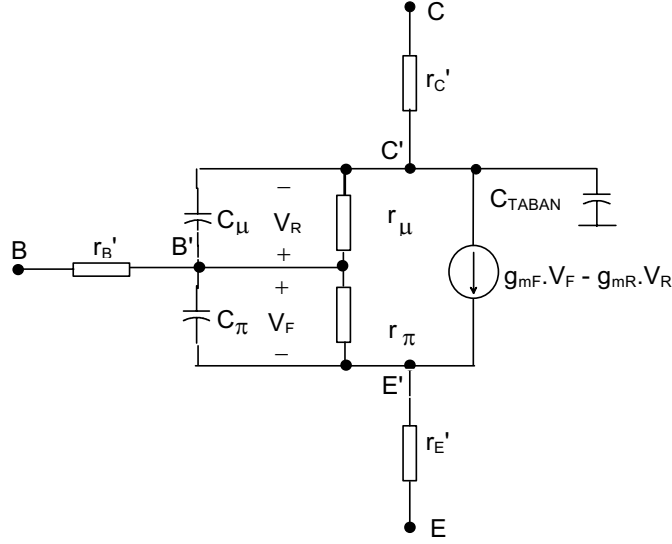 C
r_C'
C'
C_TABAN
− 
C_μ V_R r_μ
B r_B' B' +
g_mF.V_F - g_mR.V_R
+
C_π V_F r_π
−
E'
r_E'
E